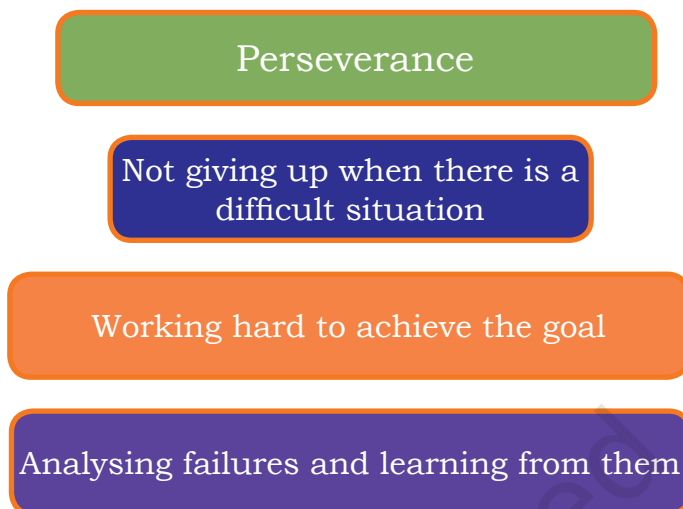 Perseverance
Not giving up when there is a
difficult situation
Working hard to achieve the goal
Analysing failures and learning from them